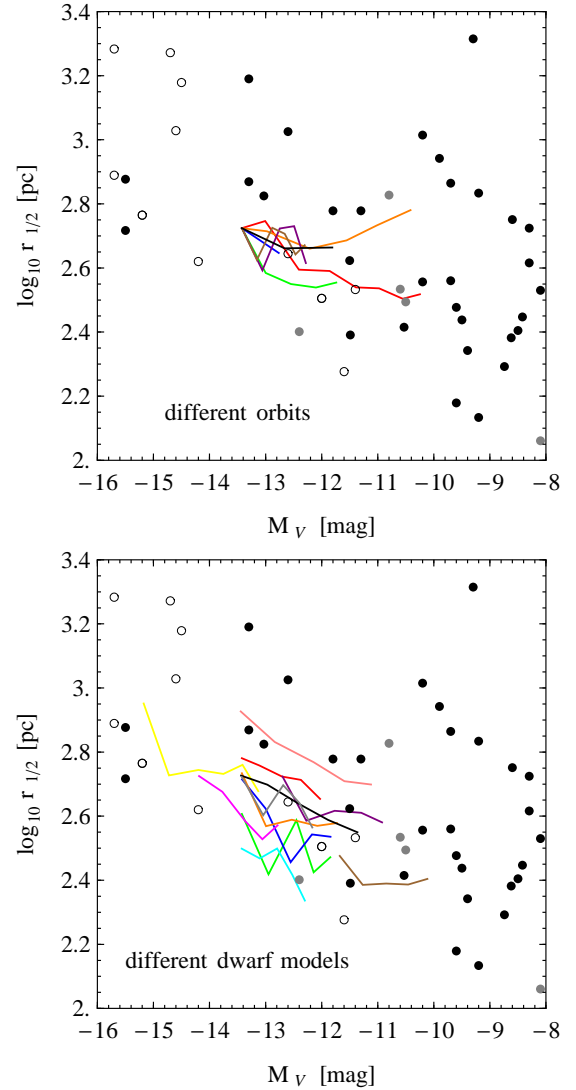 3.4
3.2
3.
2.8
2.6
2.4
2.2
2.
log10 r 1/2 [pc]
different orbits
−16 −15 −14 −13 −12 −11 −10 −9 −8
M V [mag]
3.4
3.2
3.
2.8
2.6
2.4
2.2
2.
log10 r 1/2 [pc]
different dwarf models
−16 −15 −14 −13 −12 −11 −10 −9 −8
M V [mag]